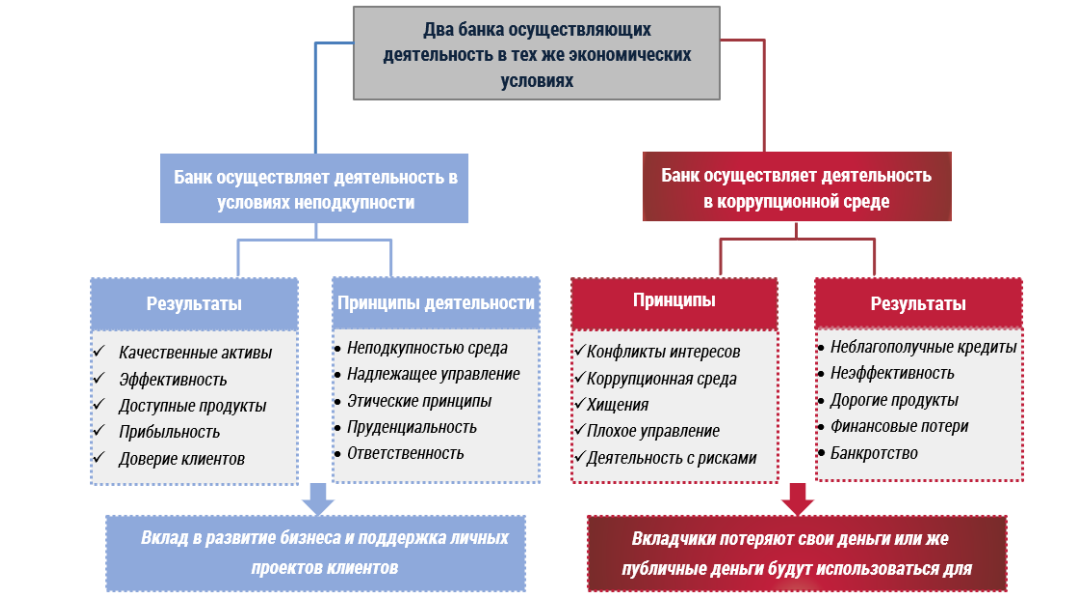 Два банка осуществляющих
деятельность в тех же экономических
условиях
Банк осуществляет деятельность в
условиях неподкупности
Банк осуществляет деятельность
в коррупционной среде
Результаты
✓ Качественные активы
✓ Эффективность
✓ Доступные продукты
✓ Прибыльность
✓ Доверие клиентов
Принципы деятельности
• Неподкупностью среда
• Надлежащее управление
• Этические принципы
• Пруденциальность
• Ответственность
Принципы
✓Конфликты интересов
✓Коррупционная среда
✓Хищения
✓Плохое управление
✓Деятельность с рисками
Результаты
• Неблагополучные кредиты
• Неэффективность
• Дорогие продукты
• Финансовые потери
• Банкротство
Вклад в развитие бизнеса и поддержка личных
проектов клиентов
Вкладчики потеряют свои деньги или же
публичные деньги будут использоваться для